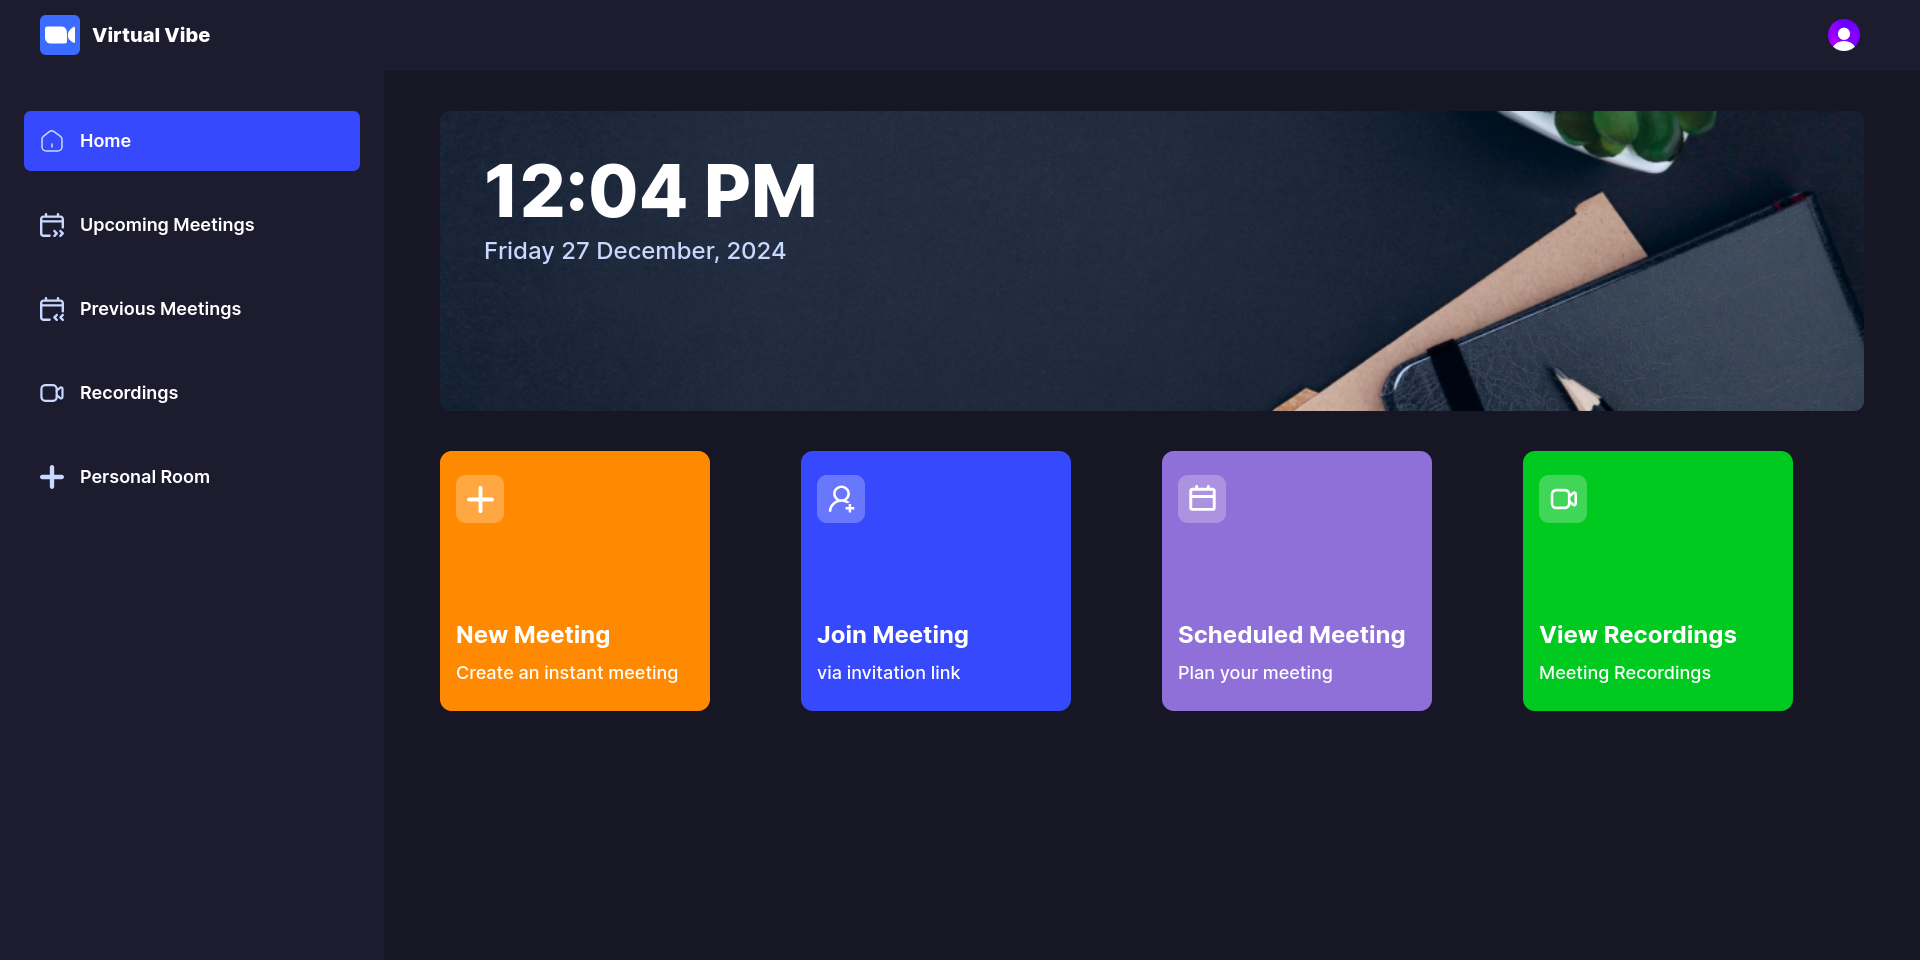 Virtual Vibe
Home
Upcoming Meetings
Previous Meetings
Recordings
Personal Room
12:04 PM
Friday 27 December, 2024
New Meeting
Create an instant meeting
Join Meeting
via invitation link
Scheduled Meeting
Plan your meeting
View Recordings
Meeting Recordings